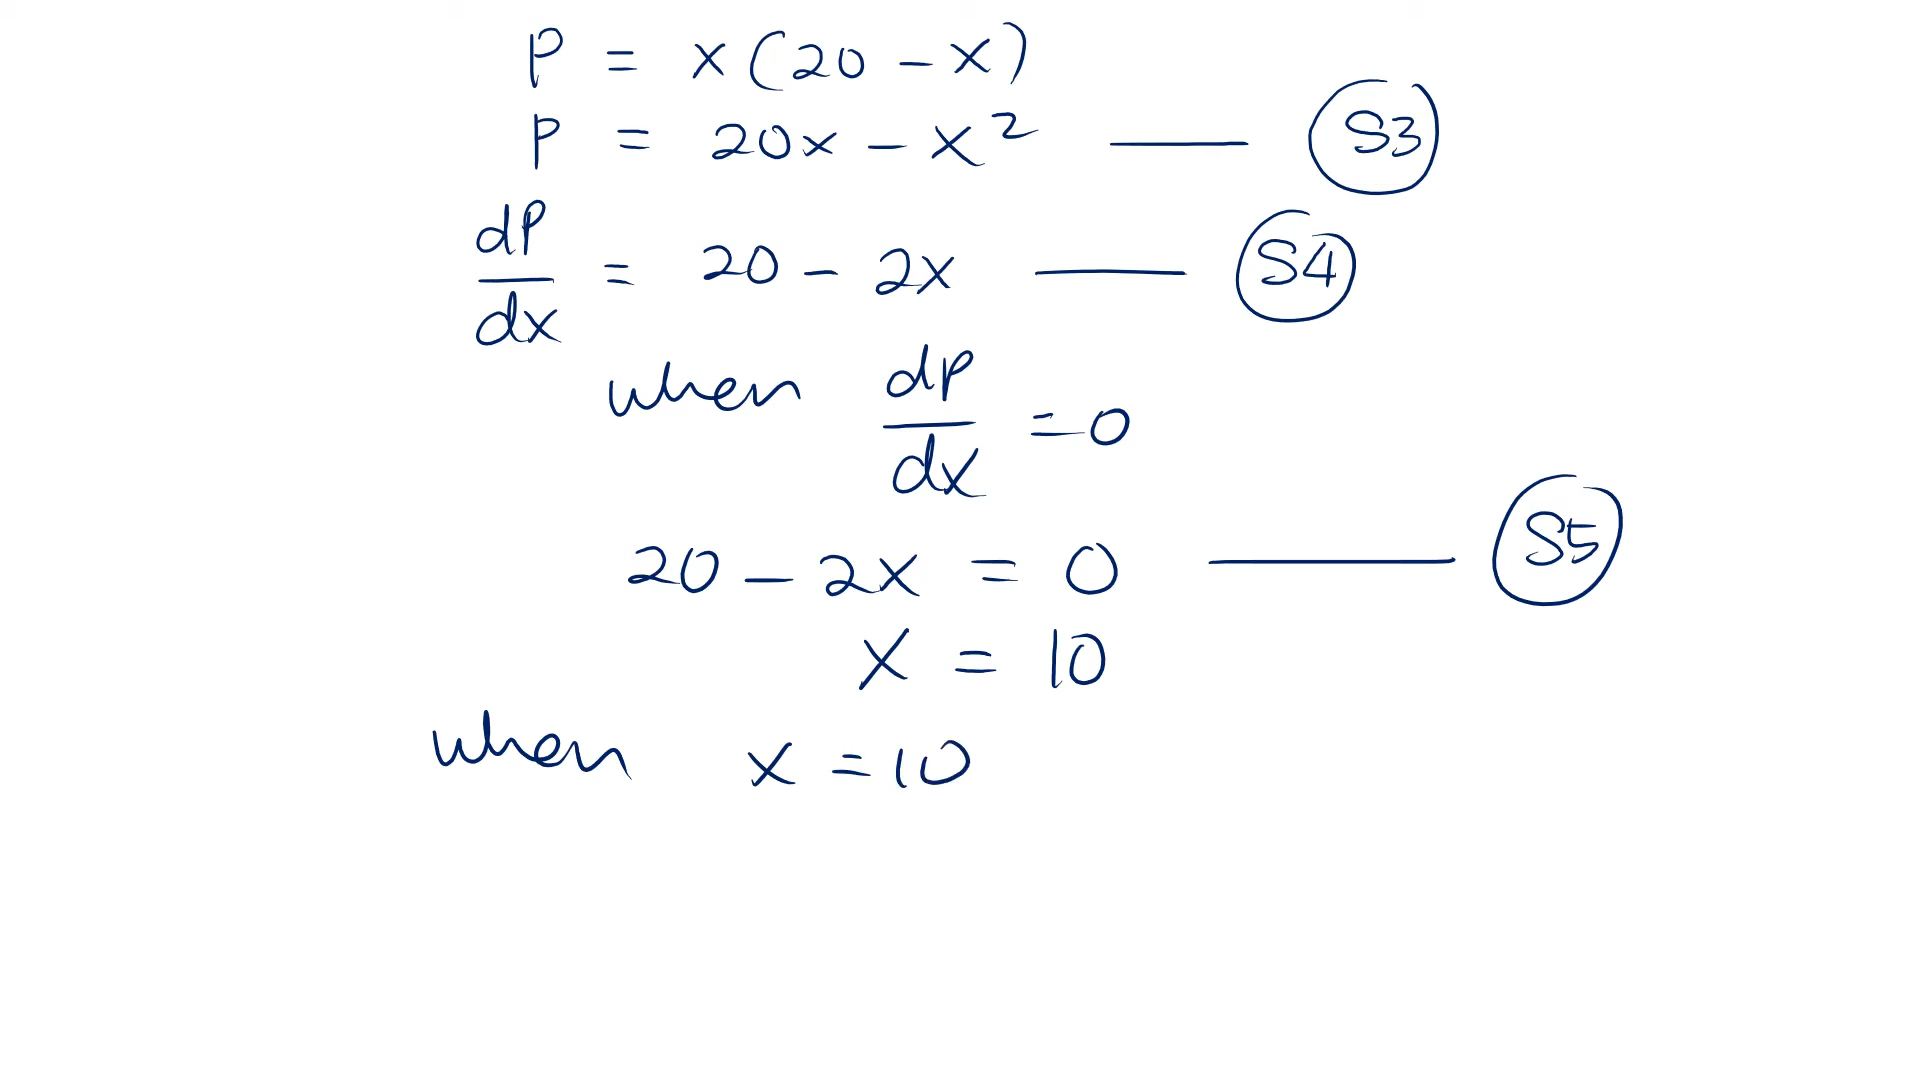 P = x(20 - x)
P = 20x - x² —— S3
dP/dx = 20 - 2x —— S4
when dP/dx = 0
20 - 2x = 0 —— S5
x = 10
when x = 10